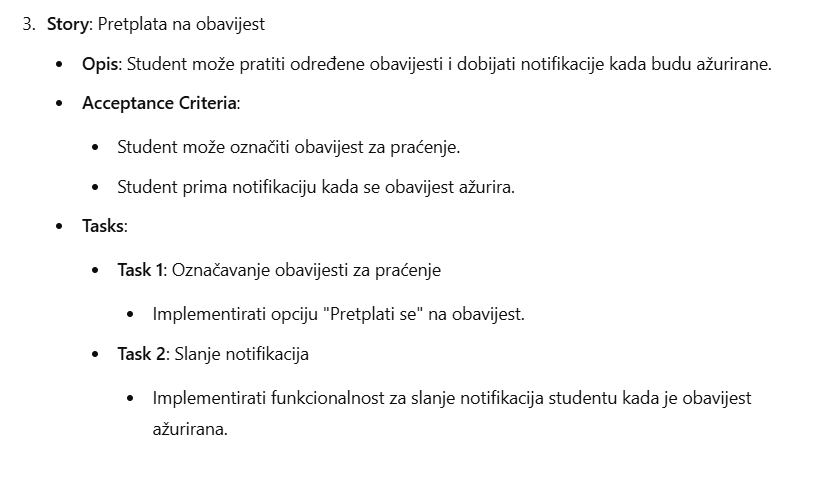 3. Story: Pretplata na obavijest
• Opis: Student može pratiti određene obavijesti i dobijati notifikacije kada budu ažurirane.
• Acceptance Criteria:
• Student može označiti obavijest za praćenje.
• Student prima notifikaciju kada se obavijest ažurira.
• Tasks:
• Task 1: Označavanje obavijesti za praćenje
• Implementirati opciju "Pretplati se" na obavijest.
• Task 2: Slanje notifikacija
• Implementirati funkcionalnost za slanje notifikacija studentu kada je obavijest
ažurirana.